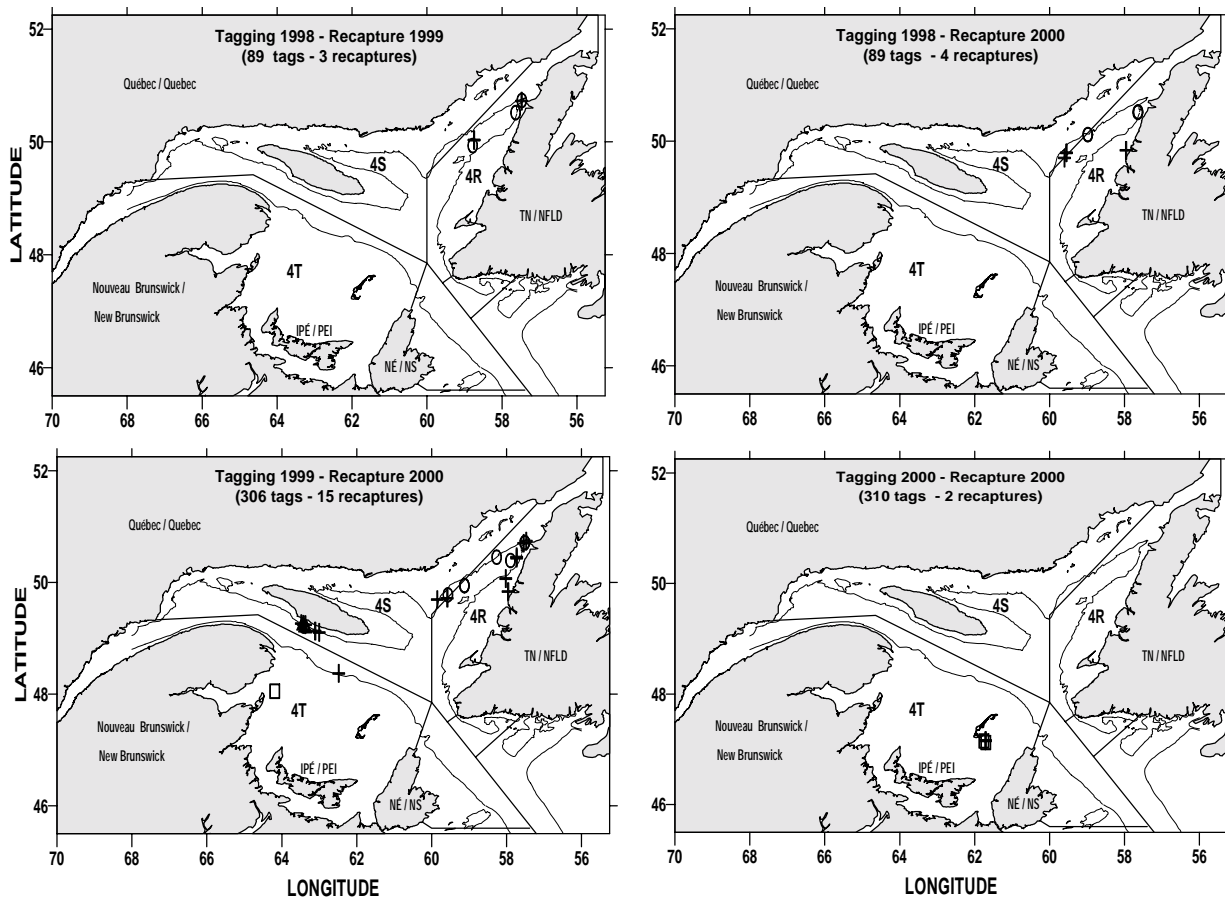 Tagging 1998 - Recapture 1999
(89 tags - 3 recaptures)
Québec / Quebec
4S
4R
TN / NFLD
4T
Nouveau Brunswick /
New Brunswick
IPÉ / PEI
NÉ / NS
LATITUDE
52
50
48
46
70
68
66
64
62
60
58
56
Tagging 1998 - Recapture 2000
(89 tags - 4 recaptures)
Québec / Quebec
4S
4R
TN / NFLD
4T
Nouveau Brunswick /
New Brunswick
IPÉ / PEI
NÉ / NS
52
50
48
46
70
68
66
64
62
60
58
56
Tagging 1999 - Recapture 2000
(306 tags - 15 recaptures)
Québec / Quebec
4S
4R
TN / NFLD
4T
Nouveau Brunswick /
New Brunswick
IPÉ / PEI
NÉ / NS
LATITUDE
52
50
48
46
70
68
66
64
62
60
58
56
LONGITUDE
Tagging 2000 - Recapture 2000
(310 tags - 2 recaptures)
Québec / Quebec
4S
4R
TN / NFLD
4T
Nouveau Brunswick /
New Brunswick
IPÉ / PEI
NÉ / NS
52
50
48
46
70
68
66
64
62
60
58
56
LONGITUDE